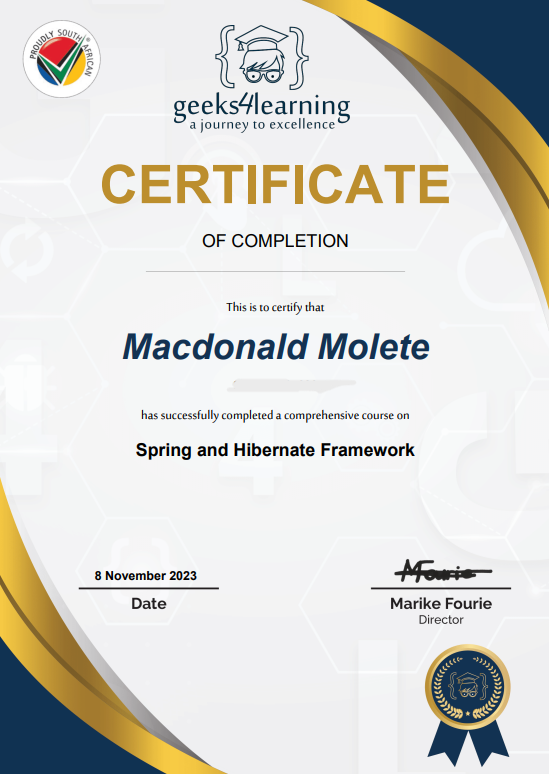 PROUDLY SOUTH AFRICAN
geeks4learning
a journey to excellence
CERTIFICATE
OF COMPLETION
This is to certify that
Macdonald Molete
has successfully completed a comprehensive course on
Spring and Hibernate Framework
8 November 2023
Date
MFourie
Marike Fourie
Director